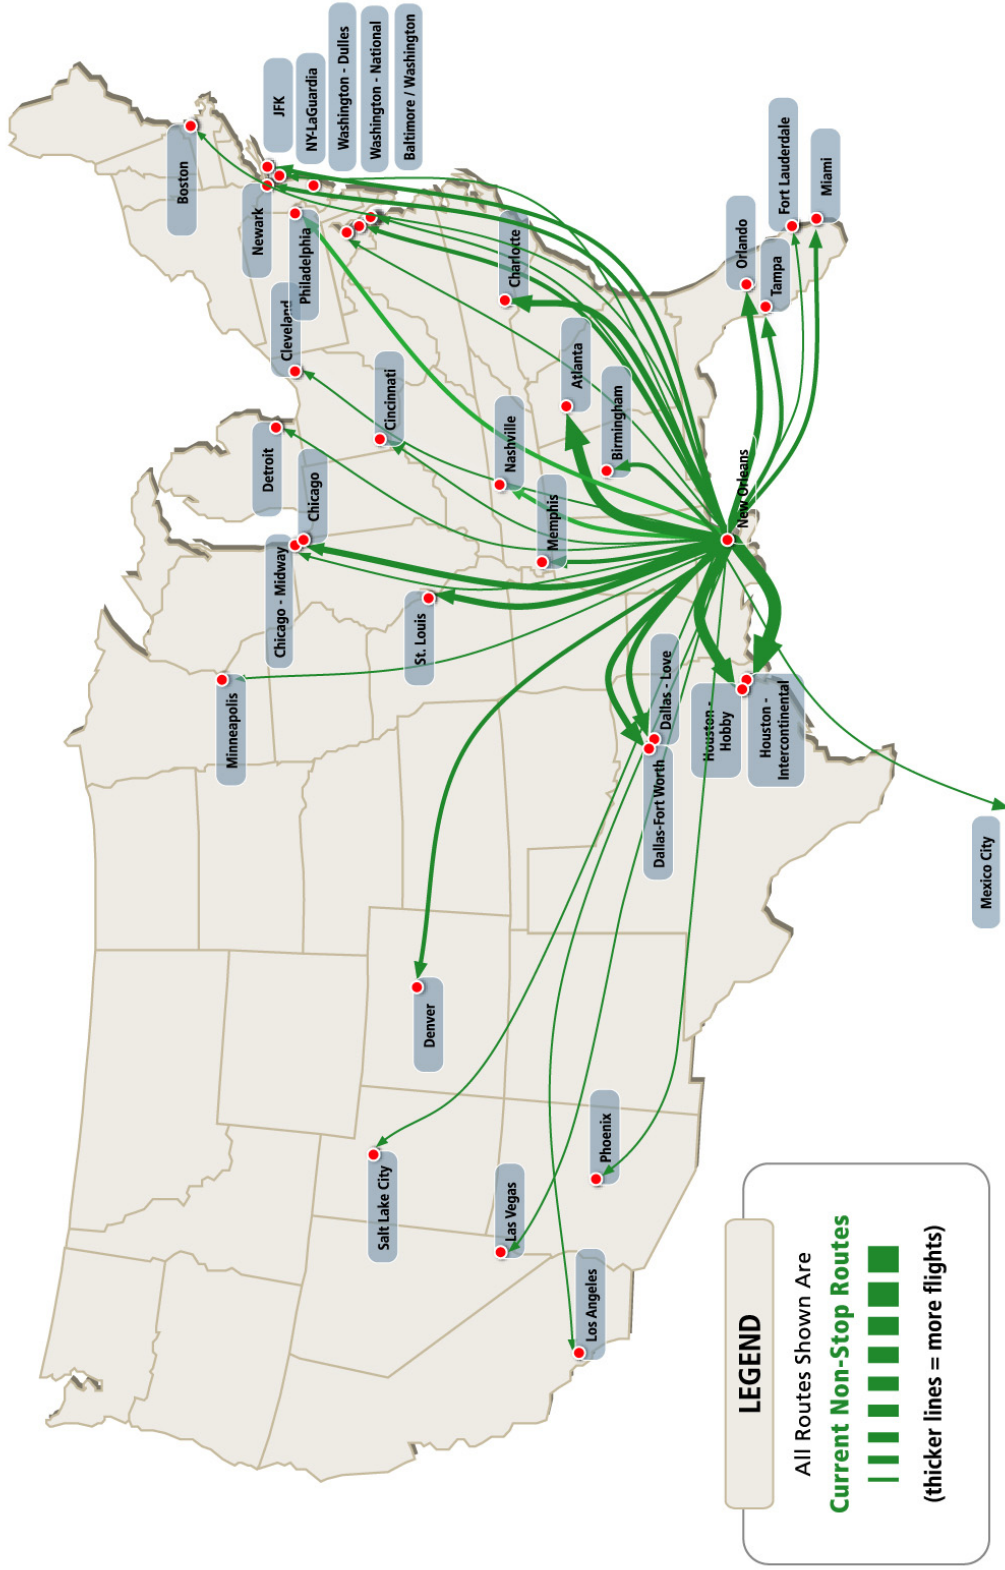 Boston
JFK
NY-LaGuardia
Washington - Dulles
Washington - National
Baltimore / Washington
Newark
Philadelphia
Cleveland
Detroit
Chicago
Chicago - Midway
Minneapolis
Cincinnati
St. Louis
Nashville
Memphis
Charlotte
Atlanta
Birmingham
Orlando
Tampa
Fort Lauderdale
Miami
New Orleans
Dallas - Love
Dallas-Fort Worth
Houston -
Hobby
Houston -
Intercontinental
Denver
Salt Lake City
Las Vegas
Phoenix
Los Angeles
Mexico City
LEGEND
All Routes Shown Are
Current Non-Stop Routes
(thicker lines = more flights)